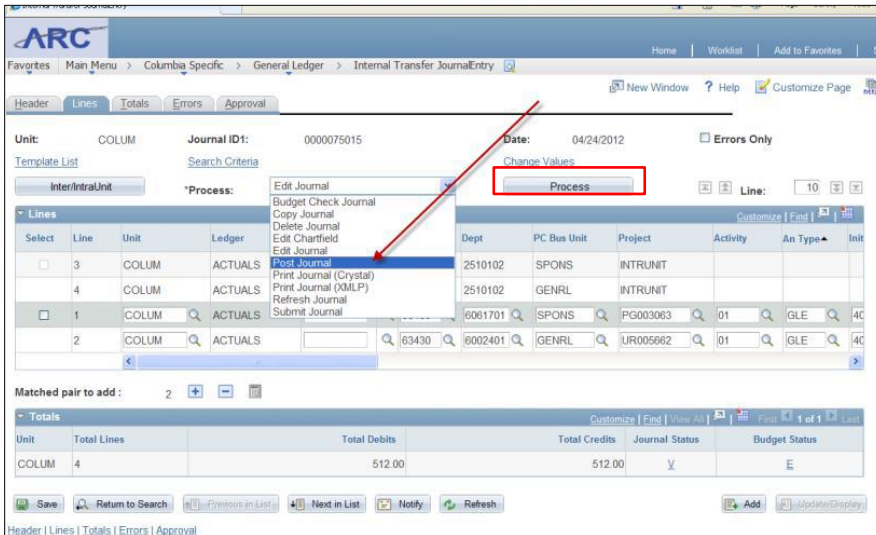 ARC
Home | Worklist | Add to Favorites
Favorites Main Menu > Columbia Specific > General Ledger > Internal Transfer JournalEntry
New Window ? Help Customize Page
Header Lines Totals Errors Approval
Unit: COLUM Journal ID1: 0000075015 Date: 04/24/2012 Errors Only
Template List Search Criteria Change Values
Inter/IntraUnit *Process: Edit Journal Process Line: 10
Budget Check Journal
Copy Journal
Delete Journal
Edit Chartfield
Edit Journal
Post Journal
Print Journal (Crystal)
Print Journal (XMLP)
Refresh Journal
Submit Journal
Lines Customize | Find |
Select Line Unit Ledger Dept PC Bus Unit Project Activity An Type Init
3 COLUM ACTUALS 2510102 SPONS INTRUNIT
4 COLUM ACTUALS 2510102 GENRL INTRUNIT
1 COLUM ACTUALS 6061701 SPONS PG003063 01 GLE 40
2 COLUM ACTUALS 63430 6002401 GENRL UR005662 01 GLE 40
Matched pair to add : 2
Totals Customize | Find | View All | First 1 of 1 Last
Unit Total Lines Total Debits Total Credits Journal Status Budget Status
COLUM 4 512.00 512.00 V E
Save Return to Search Previous in List Next in List Notify Refresh Add Update/Display
Header | Lines | Totals | Errors | Approval